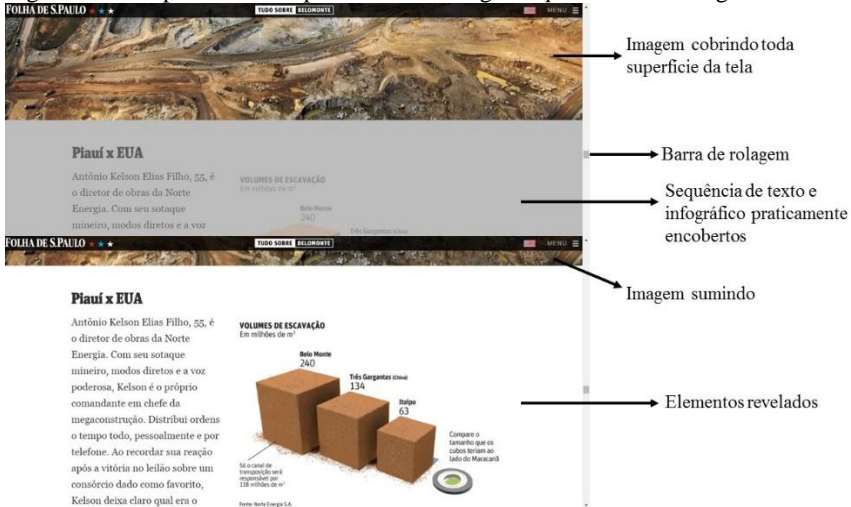 FOLHA DE S.PAULO
TUDO SOBRE BELOMONTE
MENU
Imagem cobrindo toda
superfície da tela
Piauí x EUA
Antônio Kelson Elias Filho, 55, é
o diretor de obras da Norte
Energia. Com seu sotaque
mineiro, modos diretos e a voz
VOLUMES DE ESCAVAÇÃO
Em milhões de m³
Belo Monte
240
Barra de rolagem
Sequência de texto e
infográfico praticamente
encobertos
FOLHA DE S.PAULO
TUDO SOBRE BELOMONTE
MENU
Imagem sumindo
Piauí x EUA
Antônio Kelson Elias Filho, 55, é
o diretor de obras da Norte
Energia. Com seu sotaque
mineiro, modos diretos e a voz
poderosa, Kelson é o próprio
comandante em chefe da
megaconstrução. Distribui ordens
o tempo todo, pessoalmente e por
telefone. Ao recordar sua reação
após a vitória no leilão sobre um
consórcio dado como favorito,
Kelson deixa claro qual era o
VOLUMES DE ESCAVAÇÃO
Em milhões de m³
Belo Monte
240
Três Gargantas (China)
134
Itaipu
63
Compare o
tamanho que os
cubos teriam ao
lado do Maracanã
Só o canal de
transposição será
responsável por
118 milhões de m³
Fonte: Norte Energia S.A.
Elementos revelados